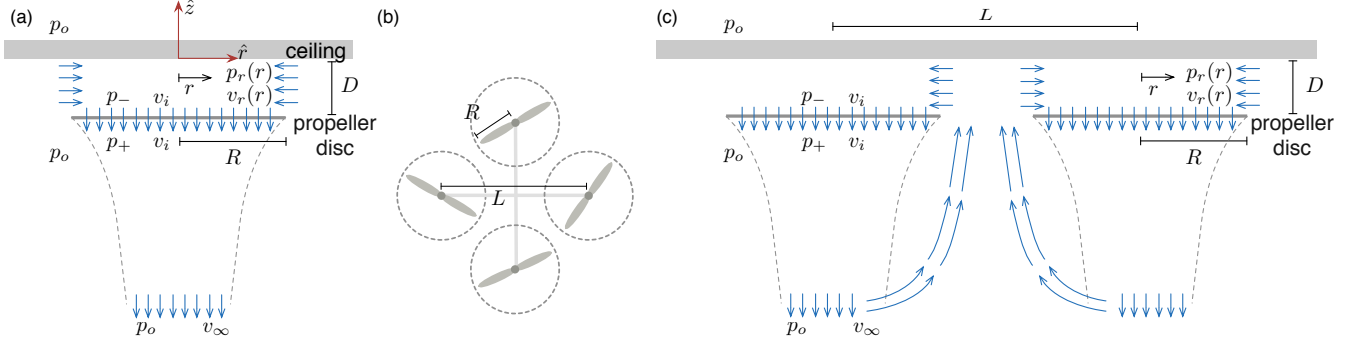 (a)
p_o
ẑ
r̂
ceiling
r
p_r(r)
v_r(r)
D
p_-
v_i
propeller
disc
p_o
p_+
v_i
R
p_o
v_∞
(b)
R
L
(c)
p_o
L
r
p_r(r)
v_r(r)
D
p_-
v_i
propeller
disc
p_o
p_+
v_i
R
p_o
v_∞